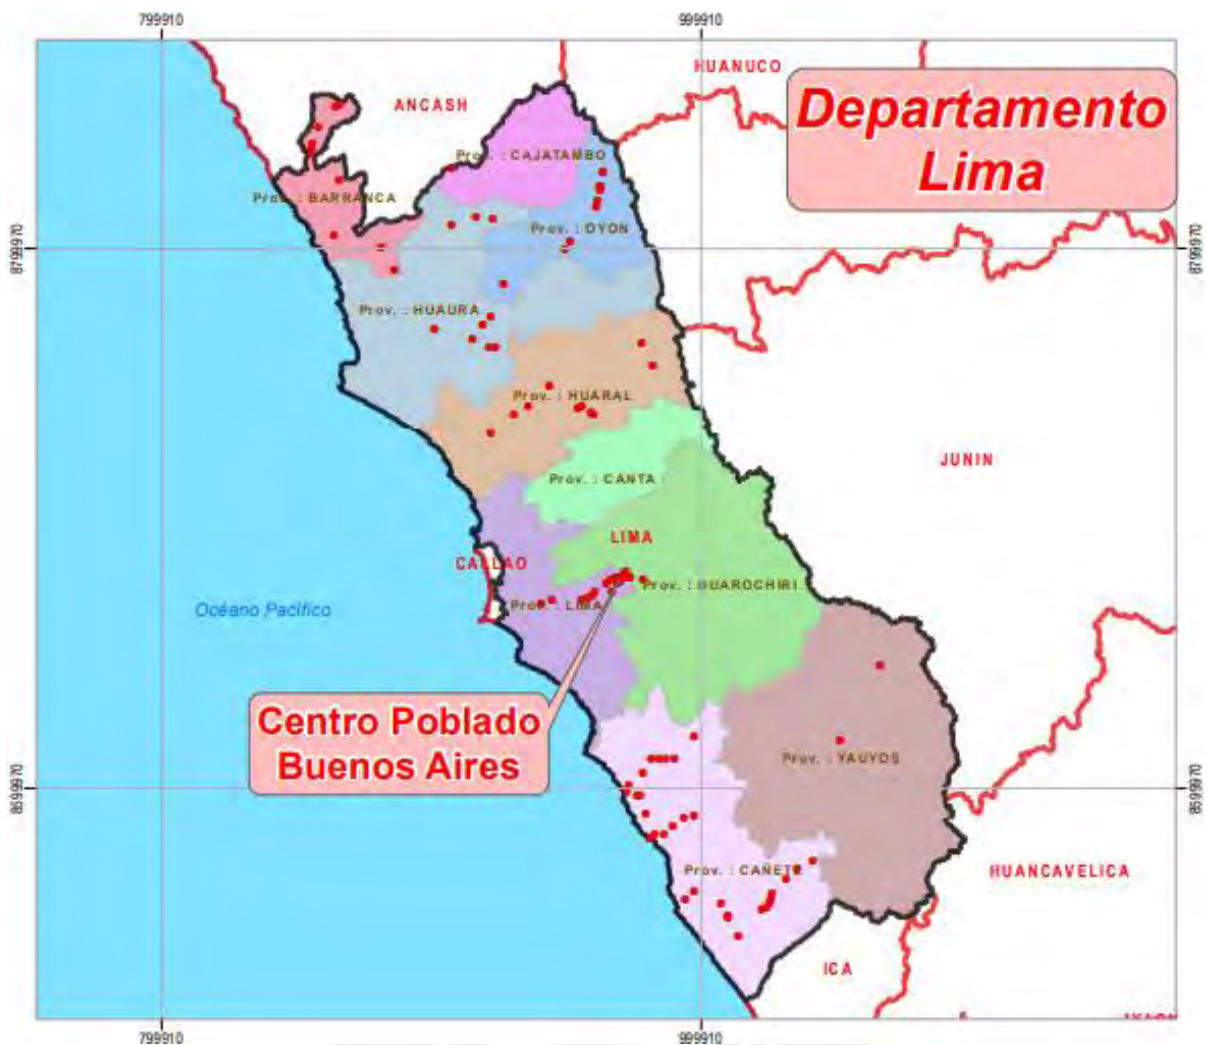 799910
999910
HUANUCO
Departamento
Lima
ANCASH
Prov. : CAJATAMBO
Prov. : BARRANCA
Prov. : OYON
8799970
8799970
Prov. : HUAURA
Prov. : HUARAL
JUNIN
Prov. : CANTA
LIMA
CALLAO
Prov. : HUAROCHIRI
Prov. : LIMA
Océano Pacífico
Centro Poblado
Buenos Aires
Prov. : YAUYOS
8599970
8599970
Prov. : CAÑETE
HUANCAVELICA
ICA
799910
999910